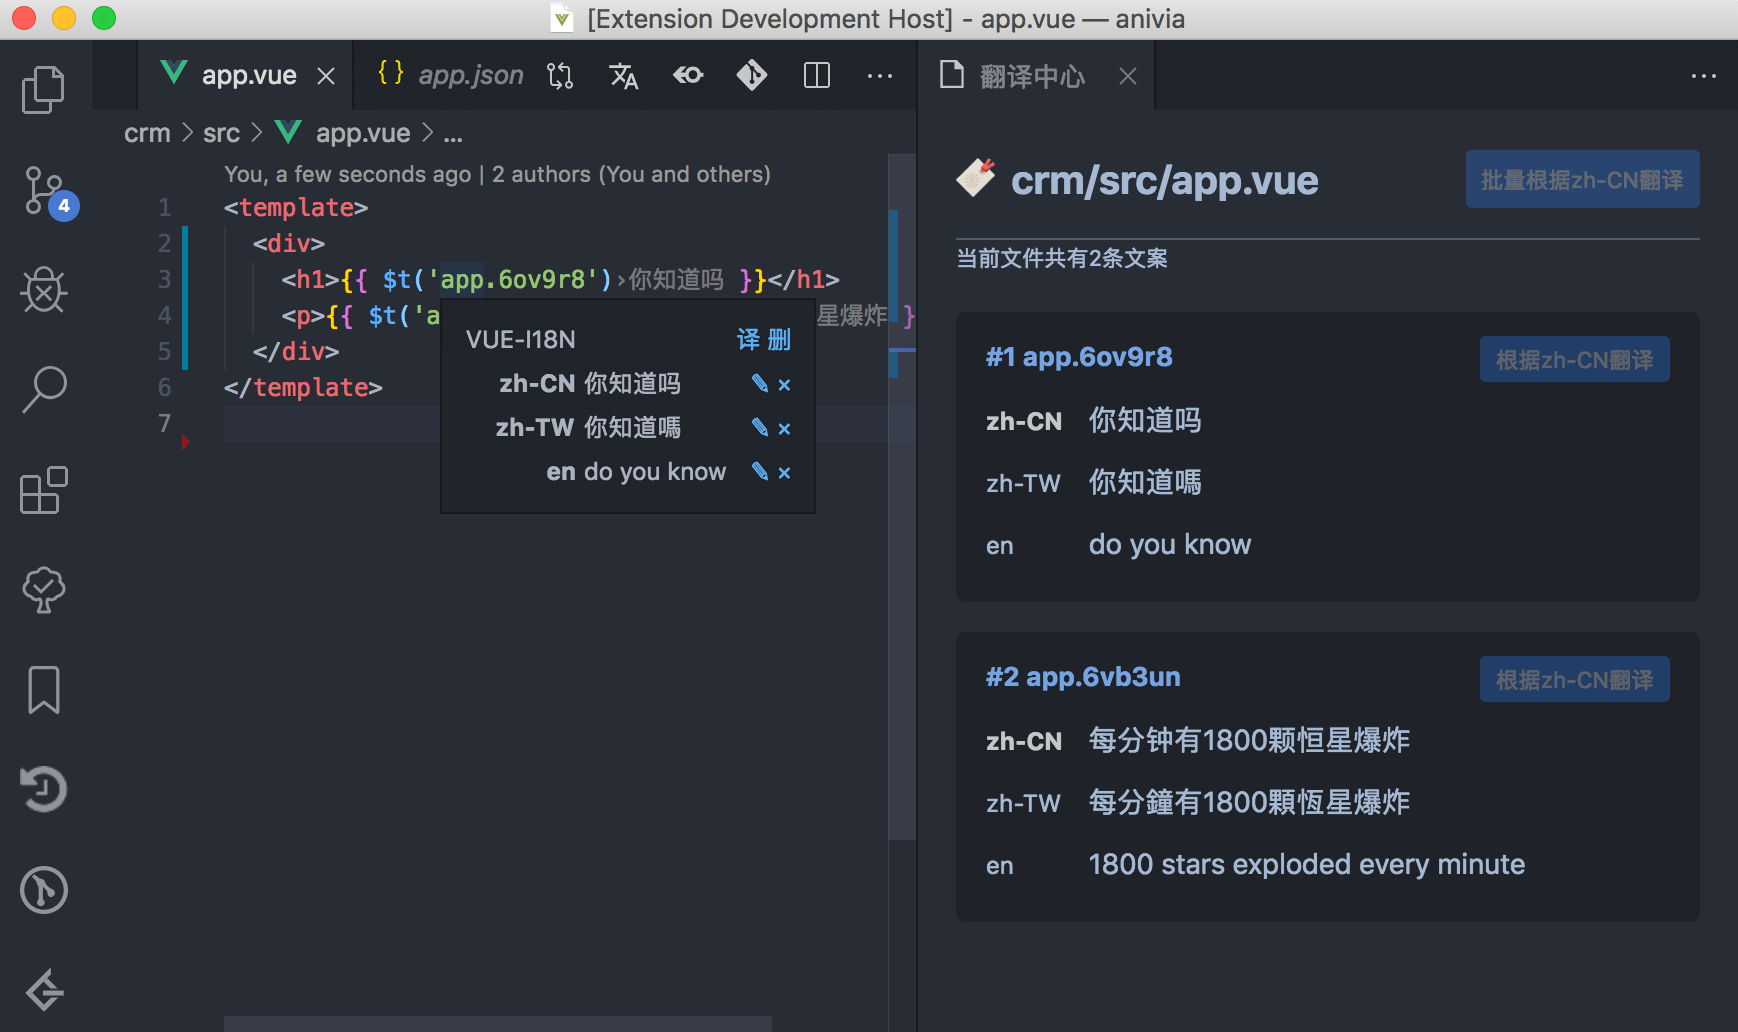 [Extension Development Host] - app.vue — anivia
app.vue
{} app.json
翻译中心
crm > src > app.vue > ...
You, a few seconds ago | 2 authors (You and others)
1 <template>
2 <div>
3 <h1>{{ $t('app.6ov9r8')›你知道吗 }}</h1>
4 <p>{{ $t('a 星爆炸 }
5 </div>
6 </template>
7
4
VUE-I18N 译 删
zh-CN 你知道吗
zh-TW 你知道嗎
en do you know
crm/src/app.vue
批量根据zh-CN翻译
当前文件共有2条文案
#1 app.6ov9r8
根据zh-CN翻译
zh-CN 你知道吗
zh-TW 你知道嗎
en do you know
#2 app.6vb3un
根据zh-CN翻译
zh-CN 每分钟有1800颗恒星爆炸
zh-TW 每分鐘有1800顆恆星爆炸
en 1800 stars exploded every minute